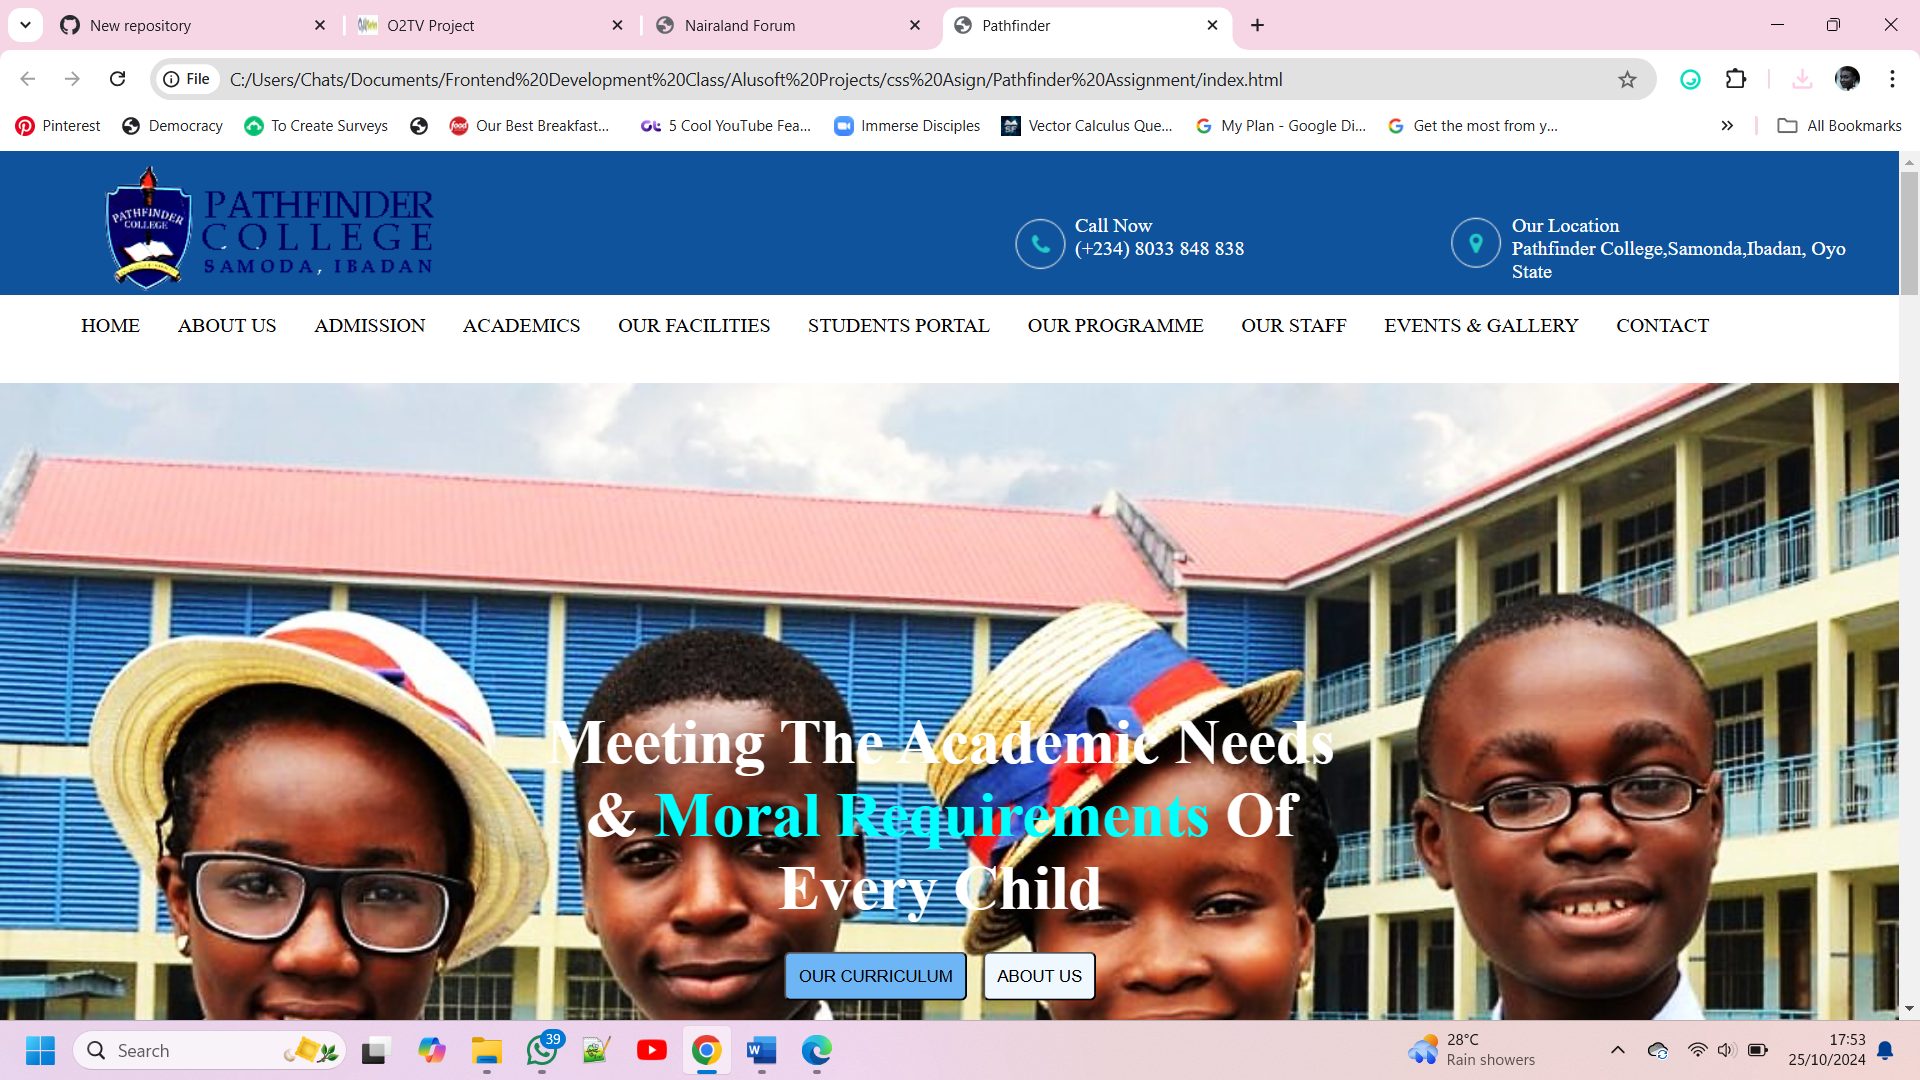 New repository
O2TV Project
Nairaland Forum
Pathfinder
File
C:/Users/Chats/Documents/Frontend%20Development%20Class/Alusoft%20Projects/css%20Asign/Pathfinder%20Assignment/index.html
Pinterest
Democracy
To Create Surveys
Our Best Breakfast...
5 Cool YouTube Fea...
Immerse Disciples
Vector Calculus Que...
My Plan - Google Di...
Get the most from y...
All Bookmarks
PATHFINDER
COLLEGE
PATHFINDER
COLLEGE
SAMODA, IBADAN
Call Now
(+234) 8033 848 838
Our Location
Pathfinder College,Samonda,Ibadan, Oyo
State
HOME ABOUT US ADMISSION ACADEMICS OUR FACILITIES STUDENTS PORTAL OUR PROGRAMME OUR STAFF EVENTS & GALLERY CONTACT
Meeting The Academic Needs
& Moral Requirements Of
Every Child
OUR CURRICULUM
ABOUT US
Search
39
28°C
Rain showers
17:53
25/10/2024